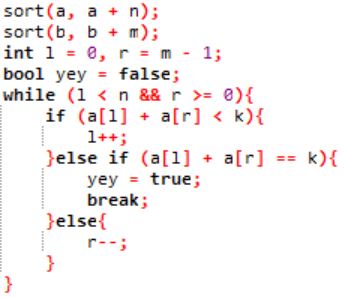 sort(a, a + n);
sort(b, b + m);
int l = 0, r = m - 1;
bool yey = false;
while (l < n && r >= 0){
    if (a[l] + a[r] < k){
        l++;
    }else if (a[l] + a[r] == k){
        yey = true;
        break;
    }else{
        r--;
    }
}